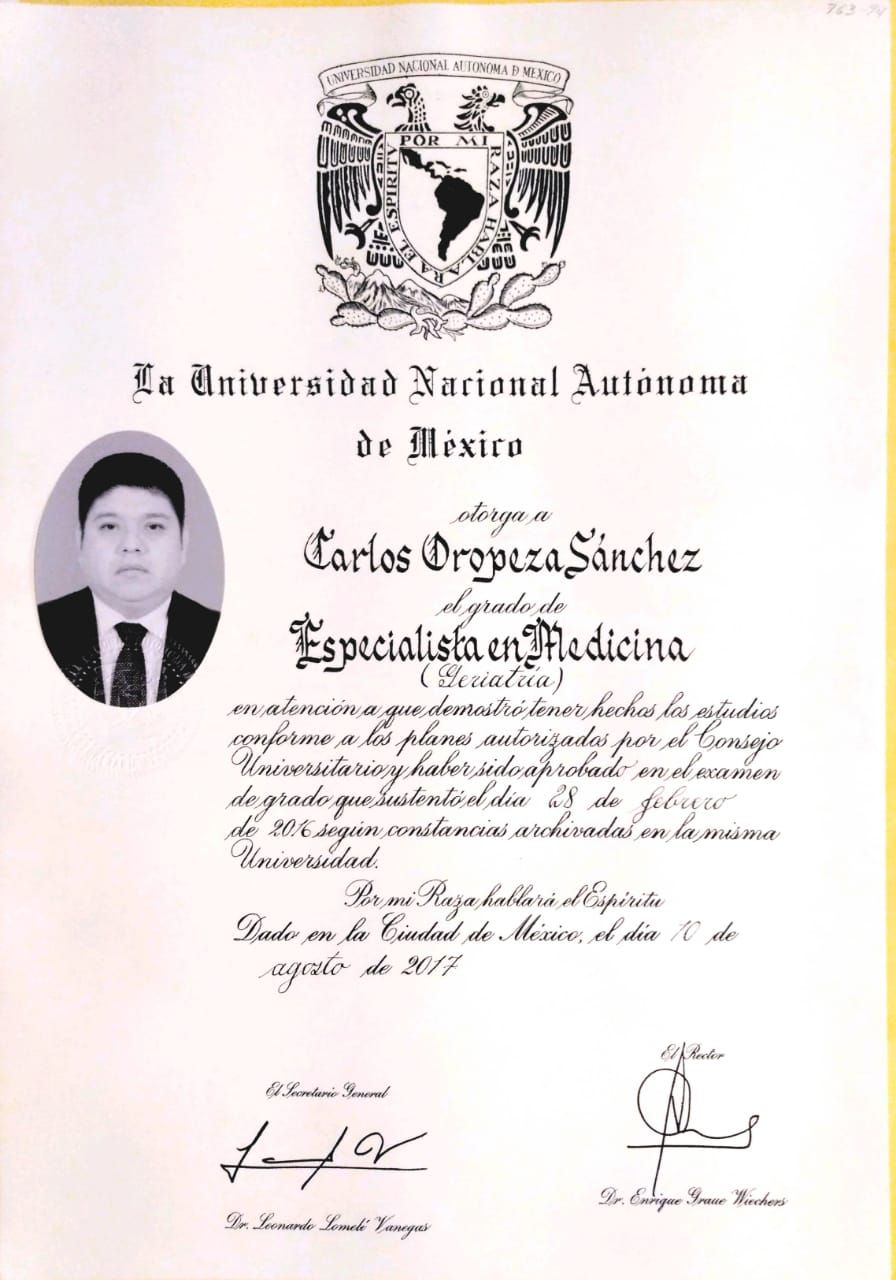 763-94
UNIVERSIDAD NACIONAL AUTONOMA D MEXICO
POR MI RAZA HABLARA EL ESPIRITV
La Universidad Nacional Autónoma
de México
otorga a
Carlos Oropeza Sánchez
el grado de
Especialista en Medicina
(Geriatría)
en atención a que demostró tener hechos los estudios
conforme a los planes autorizados por el Consejo
Universitario y haber sido aprobado en el examen
de grado que sustentó el día 28 de febrero
de según constancias archivadas en la misma
Universidad.
Por mi Raza hablará el Espíritu
Dado en la Ciudad de México, el día 10 de
agosto de 2017
El Secretario General
El Rector
Dr. Leonardo Lomelí Vanegas
Dr. Enrique Graue Wiechers